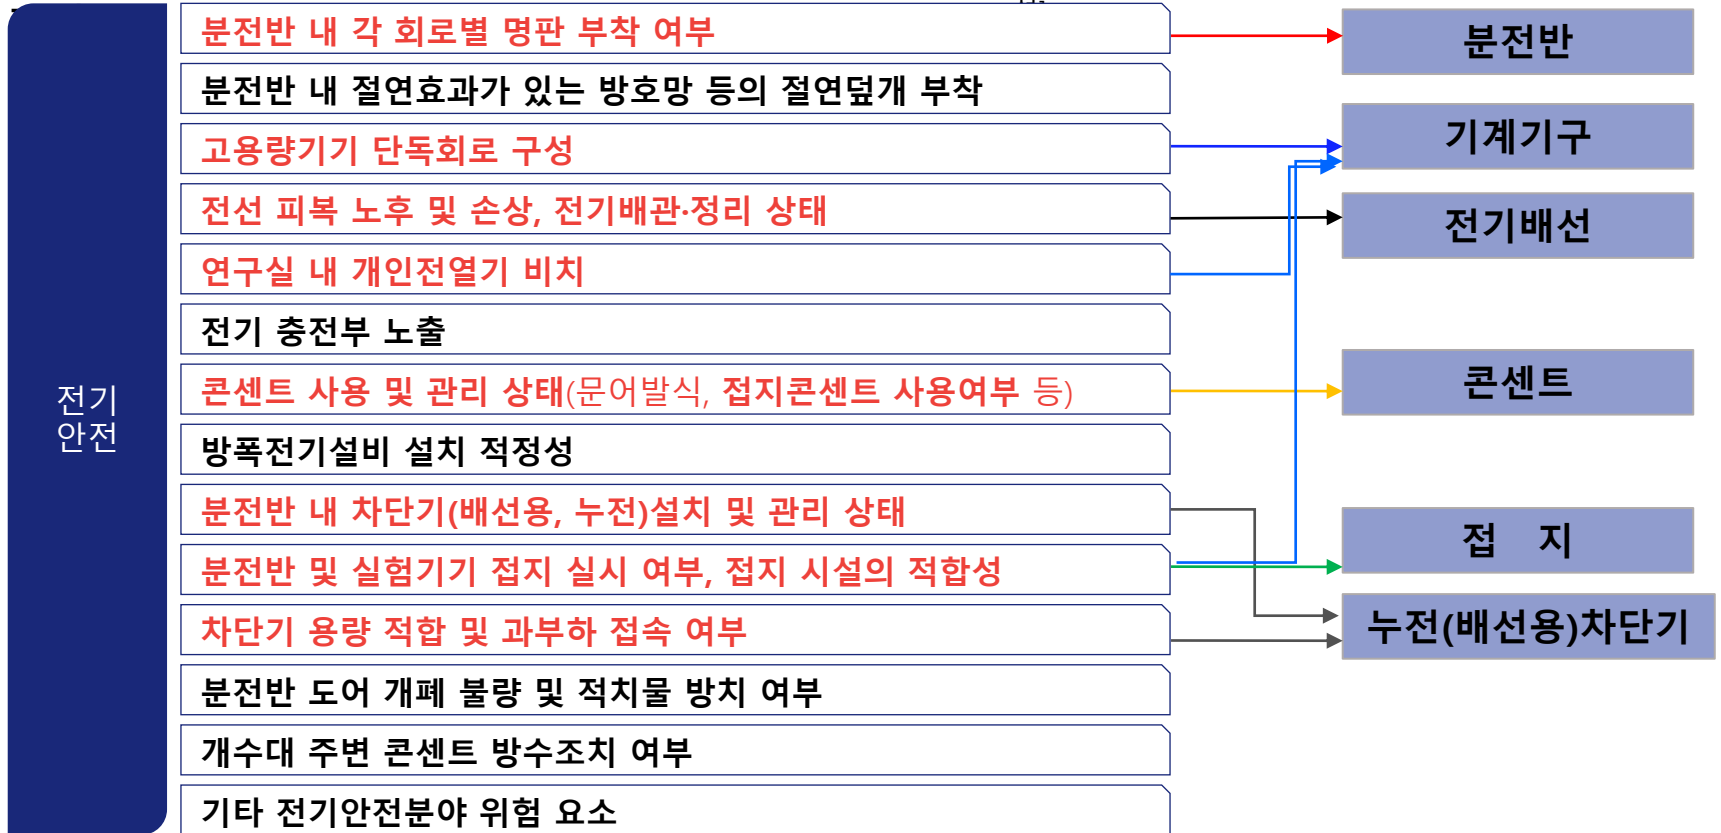 전기
안전
분전반 내 각 회로별 명판 부착 여부
분전반 내 절연효과가 있는 방호망 등의 절연덮개 부착
고용량기기 단독회로 구성
전선 피복 노후 및 손상, 전기배관·정리 상태
연구실 내 개인전열기 비치
전기 충전부 노출
콘센트 사용 및 관리 상태(문어발식, 접지콘센트 사용여부 등)
방폭전기설비 설치 적정성
분전반 내 차단기(배선용, 누전)설치 및 관리 상태
분전반 및 실험기기 접지 실시 여부, 접지 시설의 적합성
차단기 용량 적합 및 과부하 접속 여부
분전반 도어 개폐 불량 및 적치물 방치 여부
개수대 주변 콘센트 방수조치 여부
기타 전기안전분야 위험 요소
분전반
기계기구
전기배선
콘센트
접 지
누전(배선용)차단기